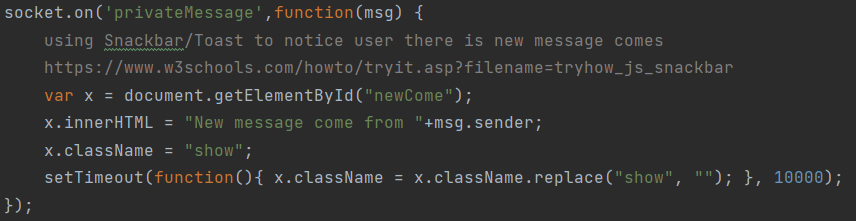 socket.on('privateMessage',function(msg) {
    using Snackbar/Toast to notice user there is new message comes
    https://www.w3schools.com/howto/tryit.asp?filename=tryhow_js_snackbar
    var x = document.getElementById("newCome");
    x.innerHTML = "New message come from "+msg.sender;
    x.className = "show";
    setTimeout(function(){ x.className = x.className.replace("show", ""); }, 10000);
});